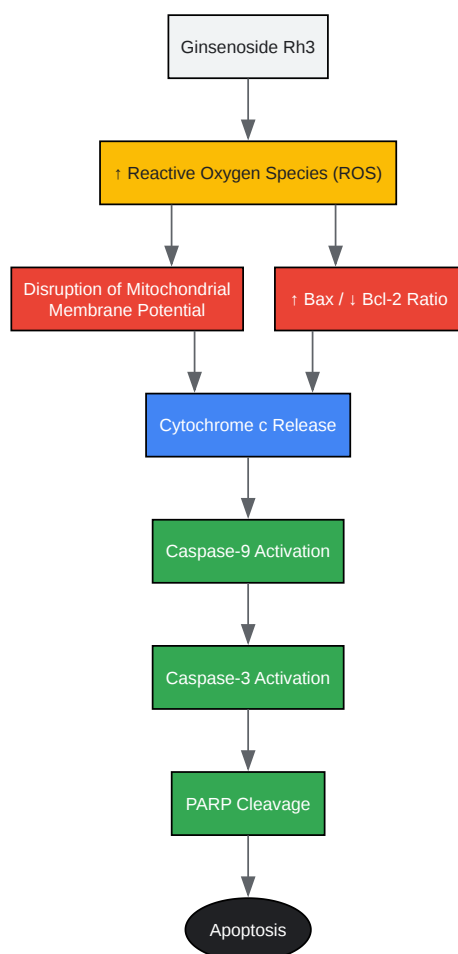 Ginsenoside Rh3
↑ Reactive Oxygen Species (ROS)
Disruption of Mitochondrial
Membrane Potential
↑ Bax / ↓ Bcl-2 Ratio
Cytochrome c Release
Caspase-9 Activation
Caspase-3 Activation
PARP Cleavage
Apoptosis